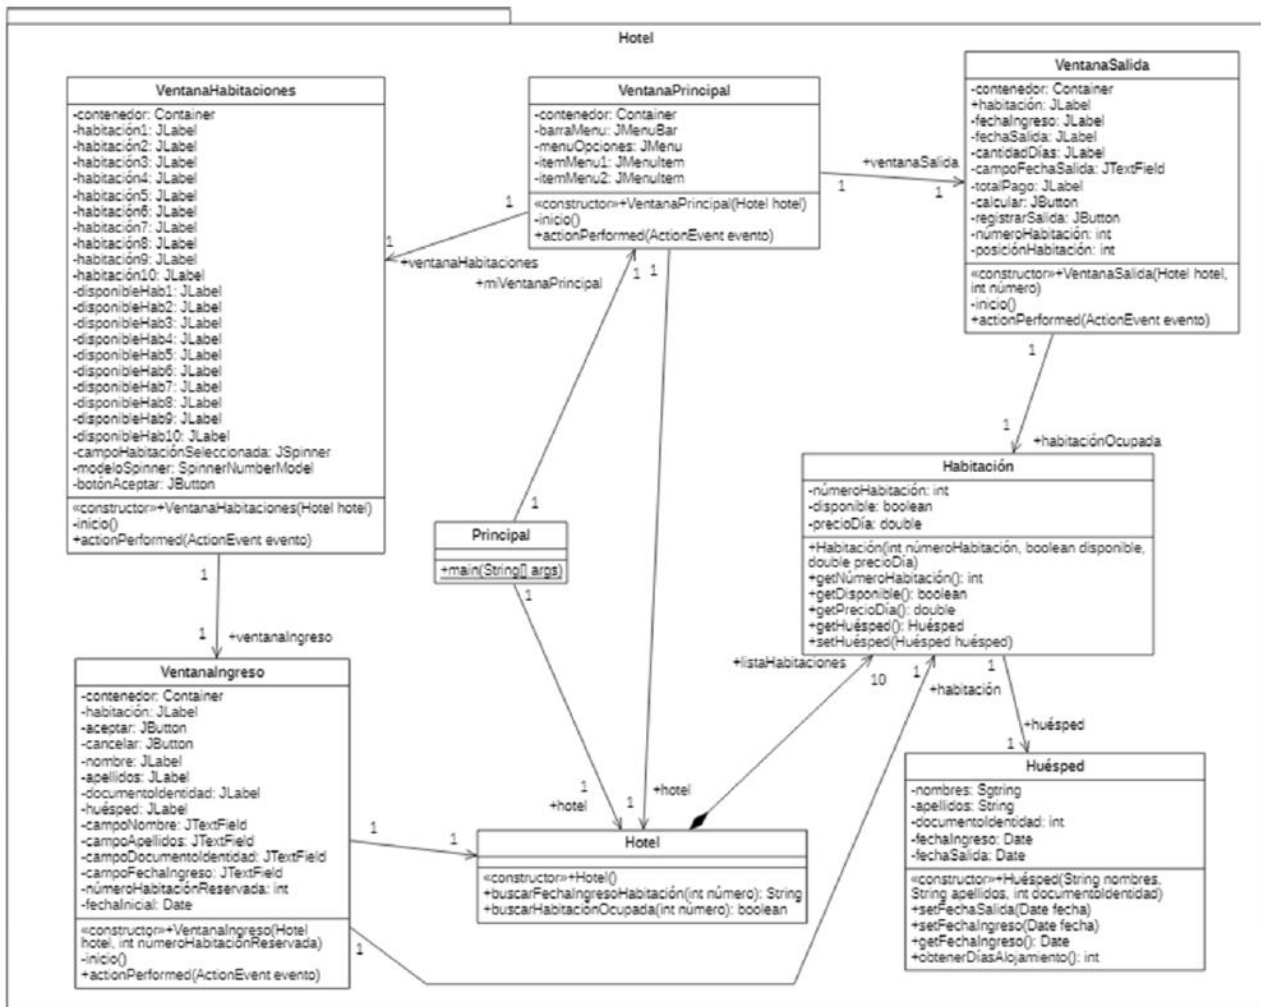 Hotel
VentanaHabitaciones
-contenedor: Container
-habitación1: JLabel
-habitación2: JLabel
-habitación3: JLabel
-habitación4: JLabel
-habitación5: JLabel
-habitación6: JLabel
-habitación7: JLabel
-habitación8: JLabel
-habitación9: JLabel
-habitación10: JLabel
-disponibleHab1: JLabel
-disponibleHab2: JLabel
-disponibleHab3: JLabel
-disponibleHab4: JLabel
-disponibleHab5: JLabel
-disponibleHab6: JLabel
-disponibleHab7: JLabel
-disponibleHab8: JLabel
-disponibleHab9: JLabel
-disponibleHab10: JLabel
-campoHabitaciónSeleccionada: JSpinner
-modeloSpinner: SpinnerNumberModel
-botónAceptar: JButton
«constructor»+VentanaHabitaciones(Hotel hotel)
-inicio()
+actionPerformed(ActionEvent evento)
VentanaPrincipal
-contenedor: Container
-barraMenu: JMenuBar
-menuOpciones: JMenu
-itemMenu1: JMenuItem
-itemMenu2: JMenuItem
«constructor»+VentanaPrincipal(Hotel hotel)
-inicio()
+actionPerformed(ActionEvent evento)
VentanaSalida
-contenedor: Container
+habitación: JLabel
-fechaIngreso: JLabel
-fechaSalida: JLabel
-cantidadDías: JLabel
-campoFechaSalida: JTextField
-totalPago: JLabel
-calcular: JButton
-registrarSalida: JButton
-númeroHabitación: int
-posiciónHabitación: int
«constructor»+VentanaSalida(Hotel hotel,
int número)
-inicio()
+actionPerformed(ActionEvent evento)
+ventanaSalida
1
1
1
1
+ventanaHabitaciones
+miVentanaPrincipal
1
1
1
1
+habitaciónOcupada
Habitación
-númeroHabitación: int
-disponible: boolean
-precioDía: double
+Habitación(int númeroHabitación, boolean disponible,
double precioDía)
+getNúmeroHabitación(): int
+getDisponible(): boolean
+getPrecioDía(): double
+getHuésped(): Huésped
+setHuésped(Huésped huésped)
1
Principal
+main(String[] args)
1
1
1
+ventanaIngreso
VentanaIngreso
-contenedor: Container
-habitación: JLabel
-aceptar: JButton
-cancelar: JButton
-nombre: JLabel
-apellidos: JLabel
-documentoIdentidad: JLabel
-huésped: JLabel
-campoNombre: JTextField
-campoApellidos: JTextField
-campoDocumentoIdentidad: JTextField
-campoFechaIngreso: JTextField
-númeroHabitaciónReservada: int
-fechaInicial: Date
«constructor»+VentanaIngreso(Hotel
hotel, int numeroHabitaciónReservada)
-inicio()
+actionPerformed(ActionEvent evento)
+listaHabitaciones
10
1
+habitación
1
+huésped
1
1
+hotel
1
+hotel
1
1
1
Hotel
«constructor»+Hotel()
+buscarFechaIngresoHabitación(int número): String
+buscarHabitaciónOcupada(int número): boolean
Huésped
-nombres: Sgtring
-apellidos: String
-documentoIdentidad: int
-fechaIngreso: Date
-fechaSalida: Date
«constructor»+Huésped(String nombres,
String apellidos, int documentoIdentidad)
+setFechaSalida(Date fecha)
+setFechaIngreso(Date fecha)
+getFechaIngreso(): Date
+obtenerDíasAlojamiento(): int